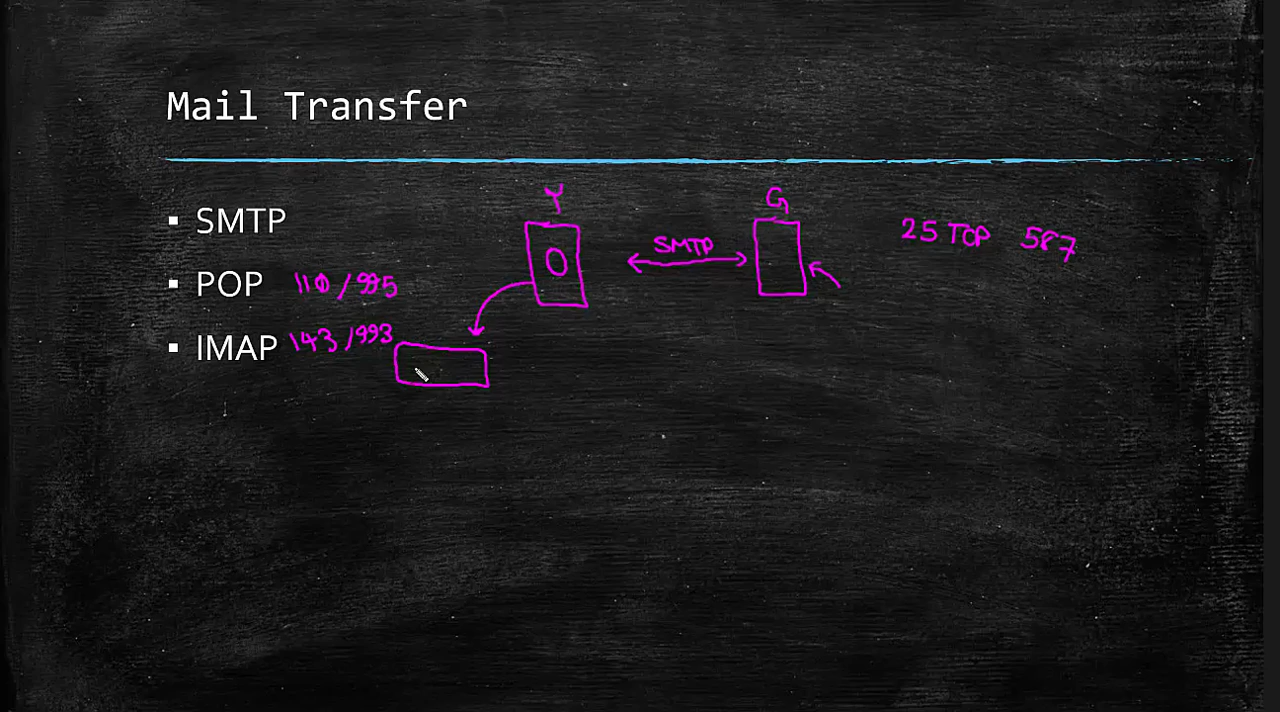 Mail Transfer
Y G
▪ SMTP
SMTP
25 TCP 587
O
▪ POP 110/995
▪ IMAP 143/993